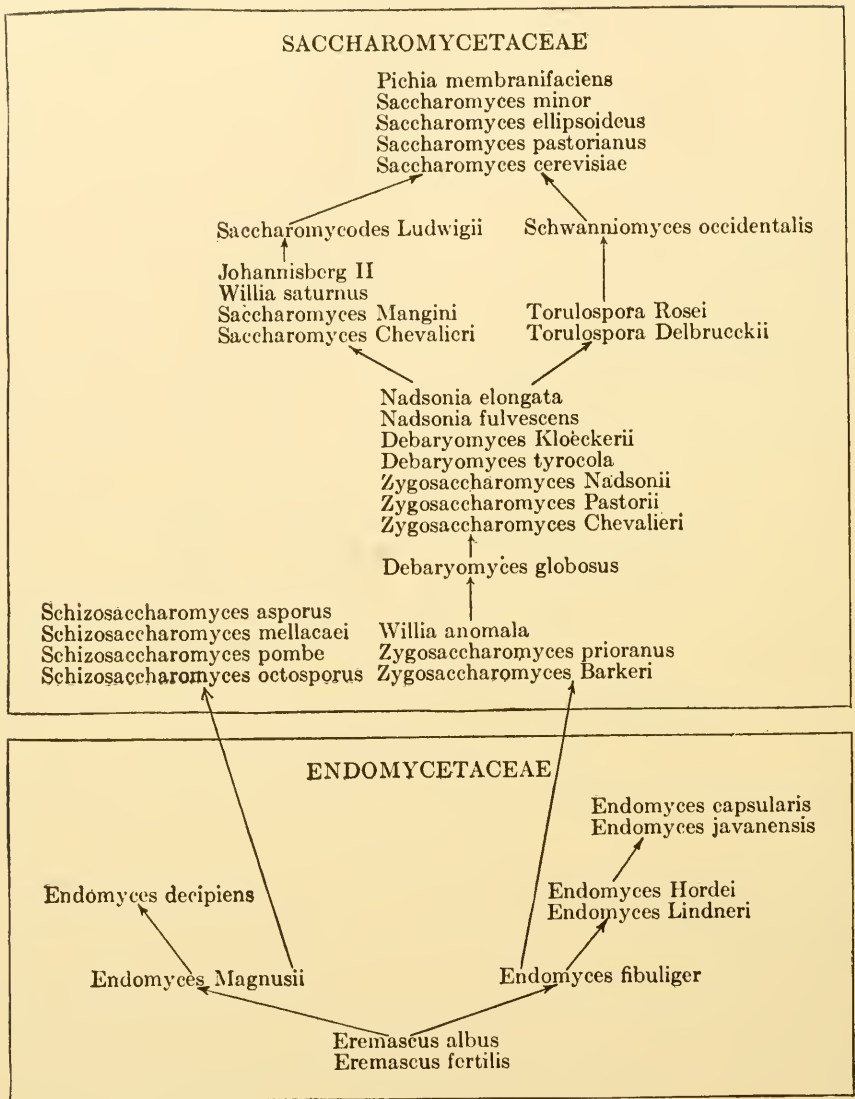 SACCHAROMYCETACEAE
Pichia membranifaciens
Saccharomyces minor
Saccharomyces ellipsoideus
Saccharomyces pastorianus
Saccharomyces cerevisiae
Saccharomycodes Ludwigii
Schwanniomyces occidentalis
Johannisberg II
Willia saturnus
Saccharomyces Mangini
Saccharomyces Chevalieri
Torulospora Rosei
Torulospora Delbrueckii
Nadsonia elongata
Nadsonia fulvescens
Debaryomyces Kloeckerii
Debaryomyces tyrocola
Zygosaccharomyces Nadsonii
Zygosaccharomyces Pastorii
Zygosaccharomyces Chevalieri
Debaryomyces globosus
Schizosaccharomyces asporus
Schizosaccharomyces mellacaei
Schizosaccharomyces pombe
Schizosaccharomyces octosporus
Willia anomala
Zygosaccharomyces prioranus
Zygosaccharomyces Barkeri
ENDOMYCETACEAE
Endomyces capsularis
Endomyces javanensis
Endomyces decipiens
Endomyces Hordei
Endomyces Lindneri
Endomyces Magnusii
Endomyces fibuliger
Eremascus albus
Eremascus fertilis